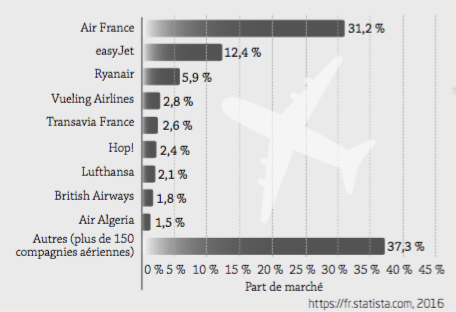 Air France 31,2 %
easyJet 12,4 %
Ryanair 5,9 %
Vueling Airlines 2,8 %
Transavia France 2,6 %
Hop! 2,4 %
Lufthansa 2,1 %
British Airways 1,8 %
Air Algeria 1,5 %
Autres (plus de 150
compagnies aériennes) 37,3 %
0 % 5 % 10 % 15 % 20 % 25 % 30 % 35 % 40 % 45 %
Part de marché
https://fr.statista.com, 2016